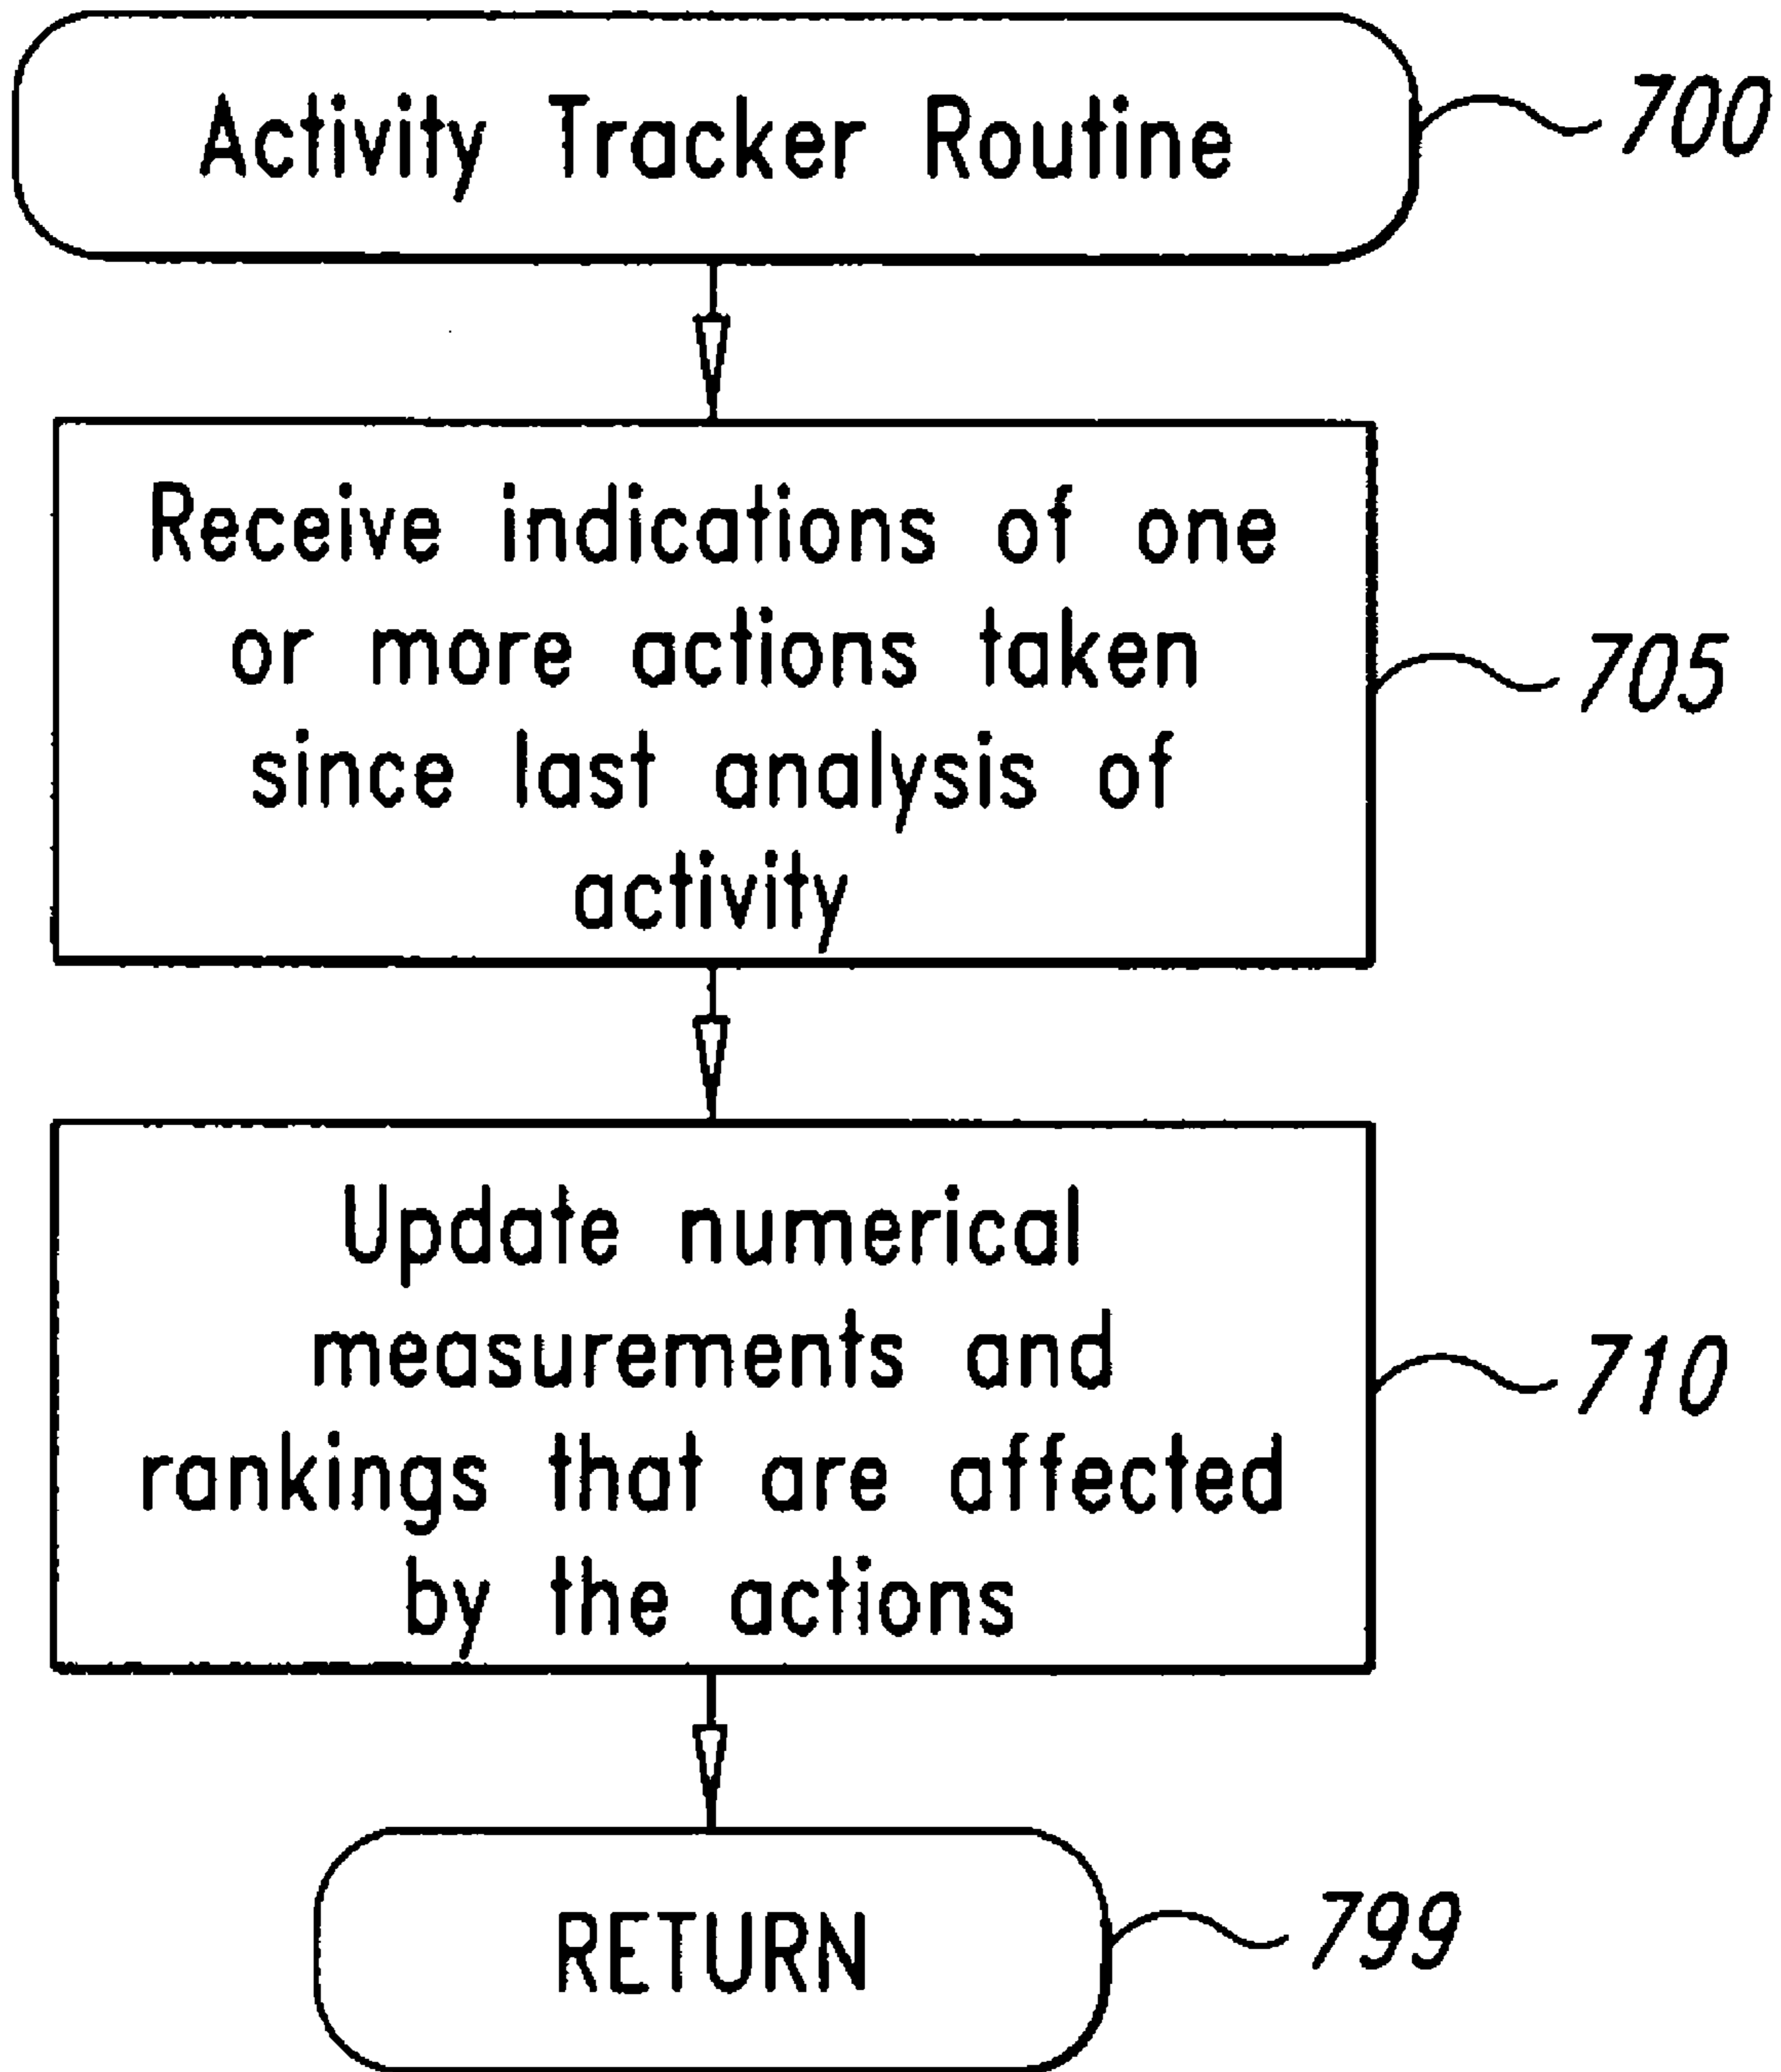 Activity Tracker Routine
700
Receive indications of one
or more actions taken
since last analysis of
activity
705
Update numerical
measurements and
rankings that are affected
by the actions
710
RETURN
799